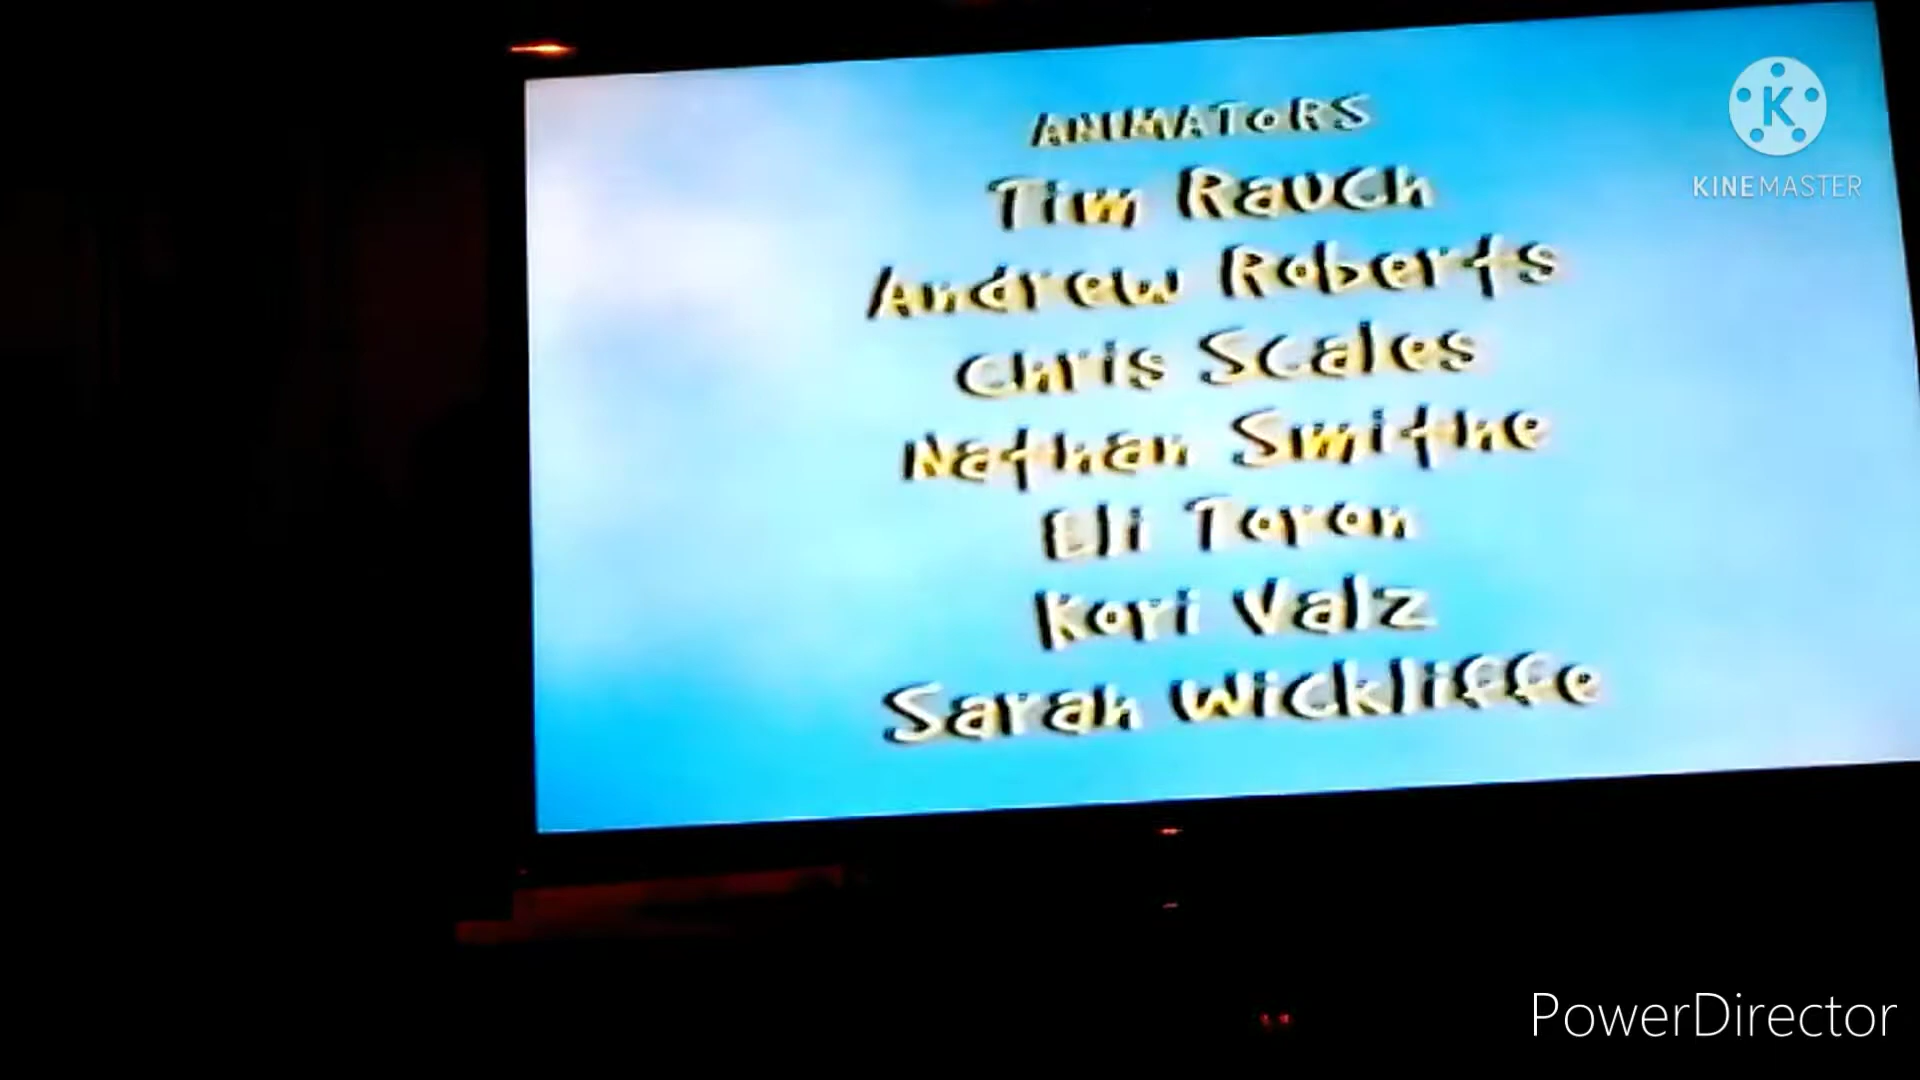 ANIMATORS
Tim Rauch
Andrew Roberts
Chris Scales
Nathan Smithe
Eli Toron
Kori Valz
Sarah Wickliffe
K
KINEMASTER
PowerDirector